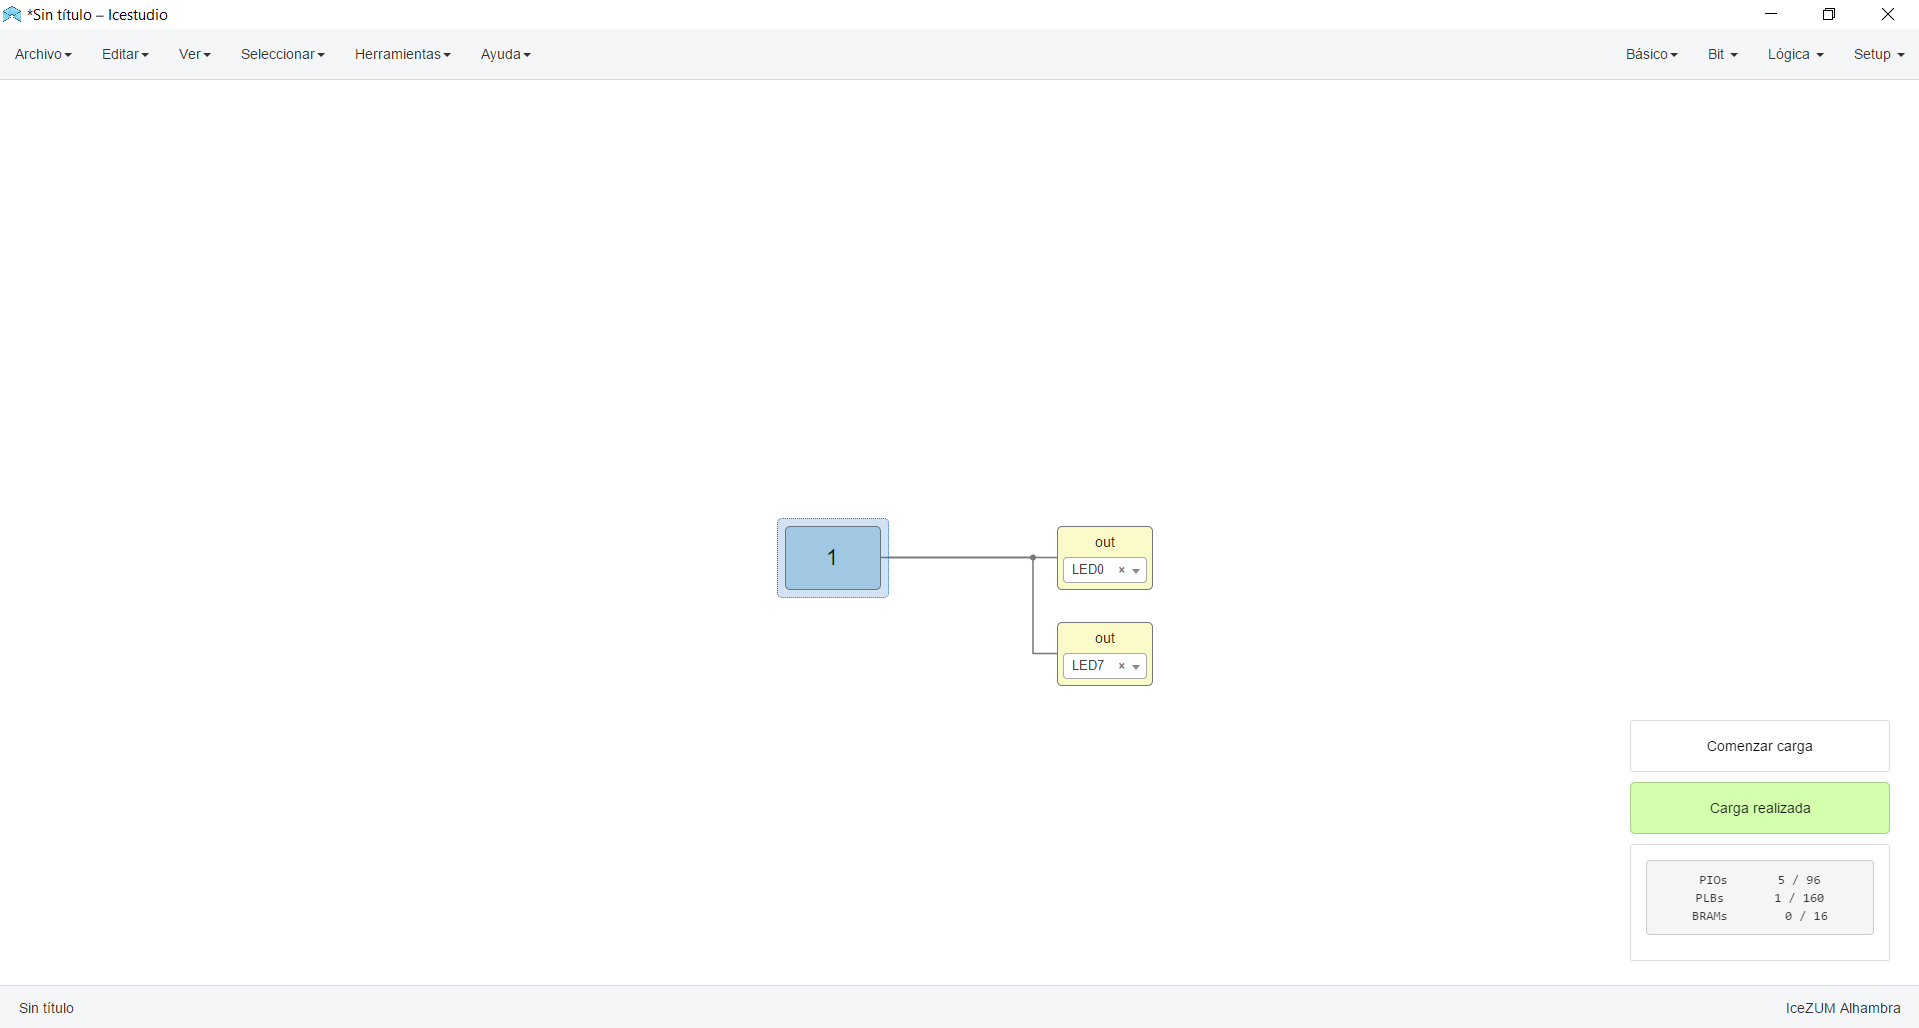 *Sin título – Icestudio
Archivo Editar Ver Seleccionar Herramientas Ayuda Básico Bit Lógica Setup
1
out
LED0 ×
out
LED7 ×
Comenzar carga
Carga realizada
PIOs 5 / 96
PLBs 1 / 160
BRAMs 0 / 16
Sin título IceZUM Alhambra